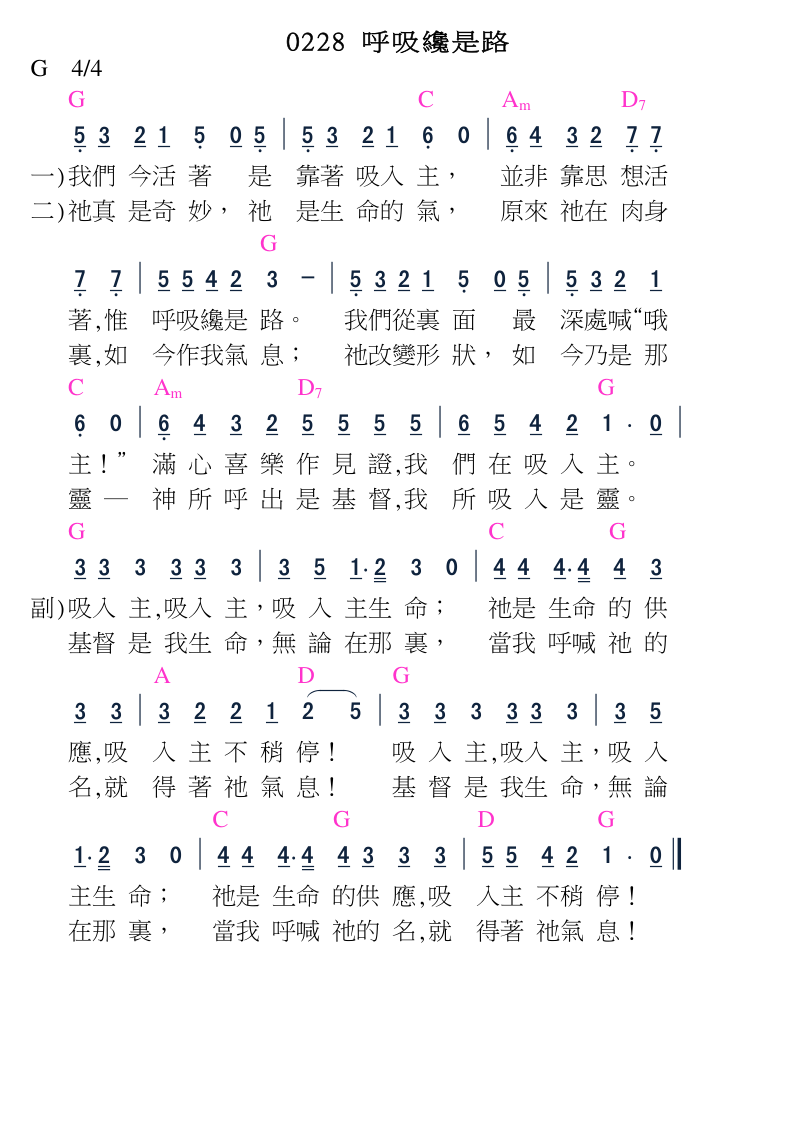 0228 呼吸纔是路
G 4/4
G C Am D7
5 3 2 1 5 0 5 | 5 3 2 1 6 0 | 6 4 3 2 7 7
一)我們 今活 著 是 靠著 吸入 主， 並非 靠思 想活
二)祂真 是奇 妙， 祂 是生 命的 氣， 原來 祂在 肉身
G
7 7 | 5 5 4 2 3 － | 5 3 2 1 5 0 5 | 5 3 2 1
著,惟 呼吸纔是 路。 我們從裏 面 最 深處喊“哦
裏,如 今作我氣 息； 祂改變形 狀， 如 今乃是 那
C Am D7 G
6 0 | 6 4 3 2 5 5 5 5 | 6 5 4 2 1 · 0 |
主！” 滿 心 喜 樂 作 見 證,我 們 在 吸 入 主。
靈 — 神 所 呼 出 是 基 督,我 所 吸 入 是 靈。
G C G
3 3 3 3 3 3 | 3 5 1· 2 3 0 | 4 4 4· 4 4 3
副)吸入 主,吸入 主，吸 入 主生 命； 祂是 生命 的 供
基督 是 我生 命，無 論 在那 裏， 當我 呼喊 祂 的
A D G
3 3 | 3 2 2 1 2 5 | 3 3 3 3 3 3 | 3 5
應,吸 入 主 不 稍 停！ 吸 入 主,吸入 主，吸 入
名,就 得 著 祂 氣 息！ 基 督 是 我生 命，無 論
C G D G
1· 2 3 0 | 4 4 4· 4 4 3 3 3 | 5 5 4 2 1 · 0 ‖
主生 命； 祂是 生命 的供 應,吸 入主 不稍 停！
在那 裏， 當我 呼喊 祂的 名,就 得著 祂氣 息！